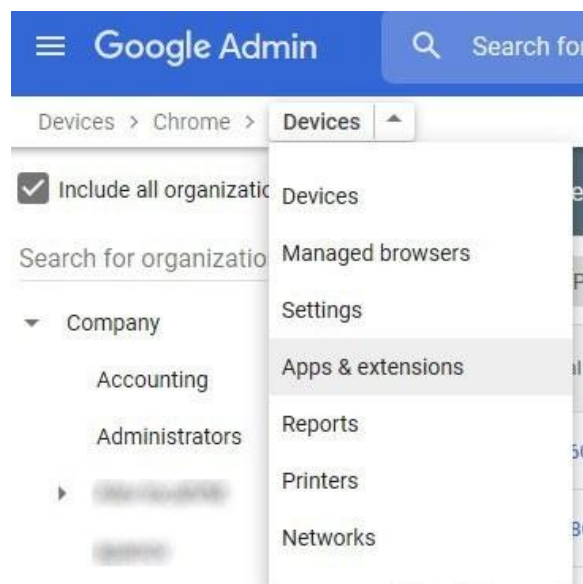 Google Admin
Search for
Devices > Chrome > Devices
Include all organizatio
Devices
Search for organizatio
Managed browsers
Settings
Company
Apps & extensions
Accounting
Reports
Administrators
Printers
Networks